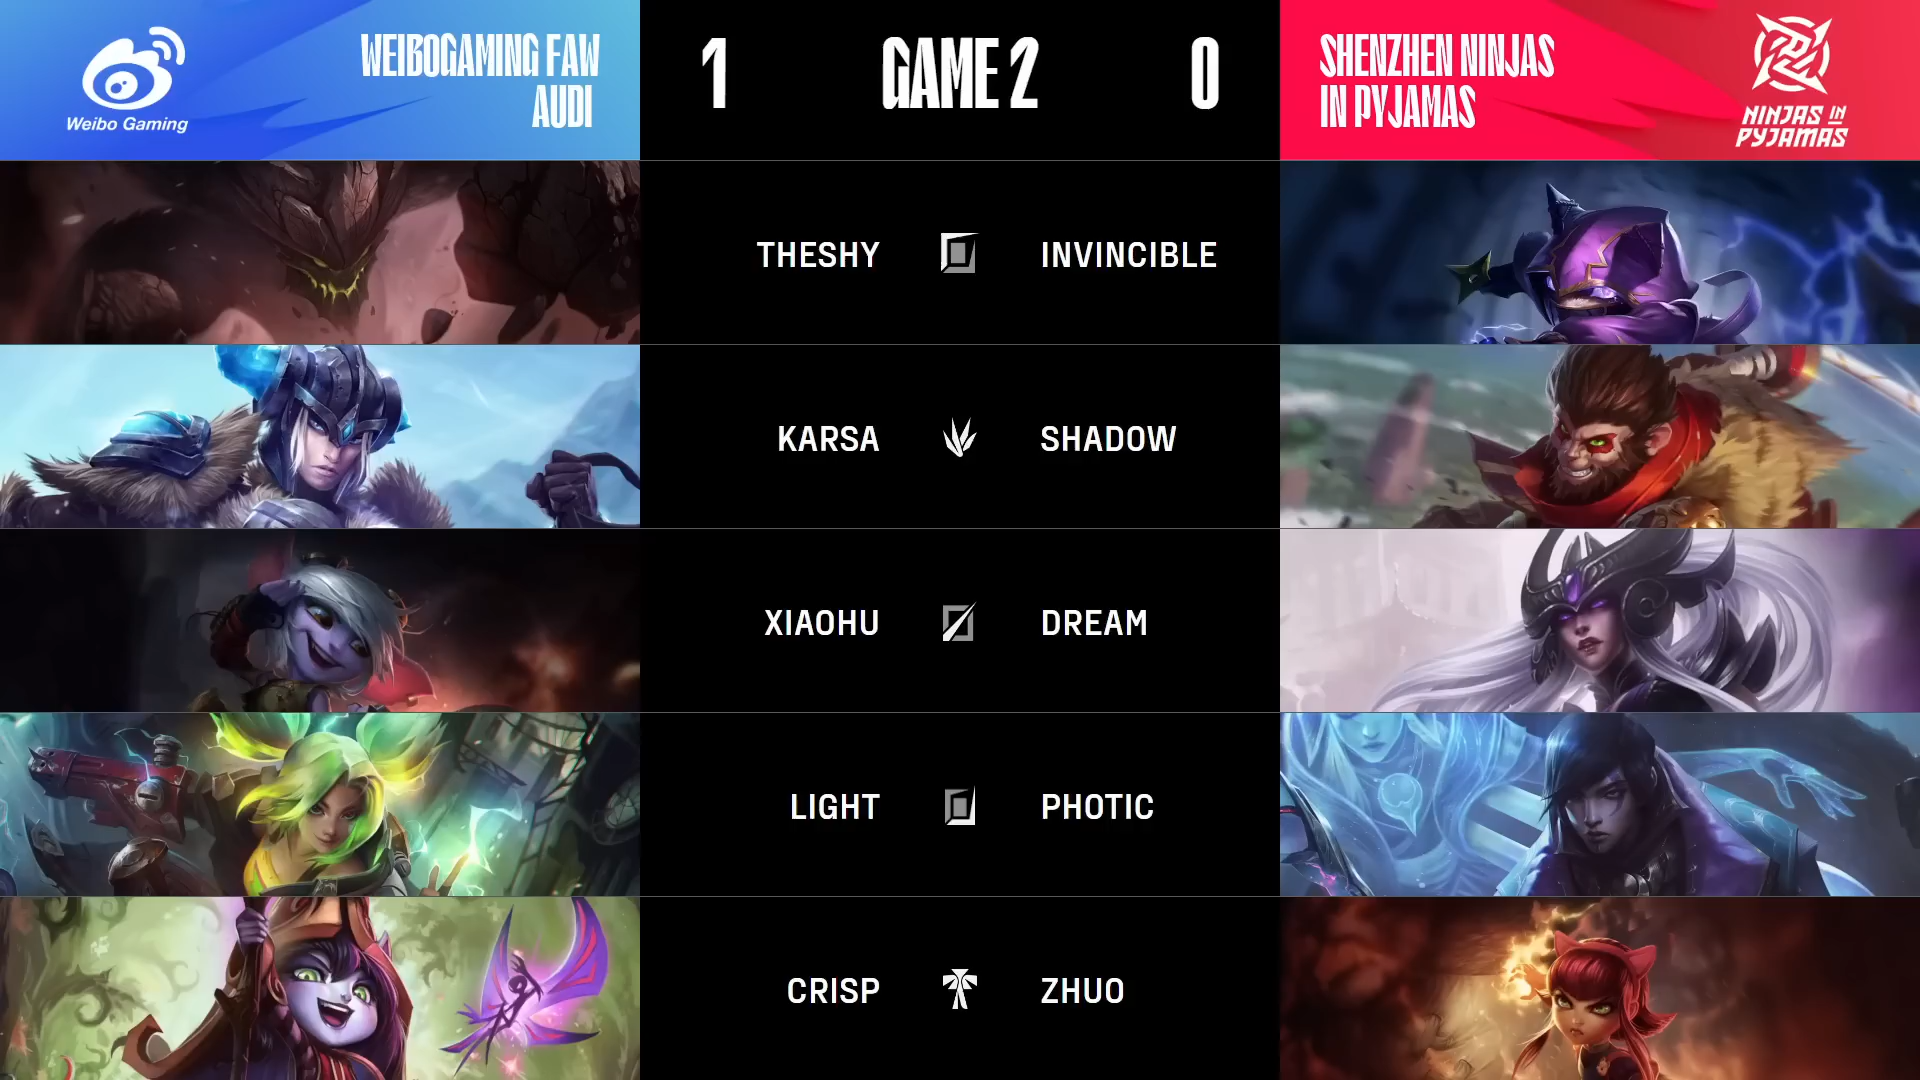 Weibo Gaming
WEIBOGAMING FAW
AUDI
1
GAME 2
0
SHENZHEN NINJAS
IN PYJAMAS
NINJAS IN
PYJAMAS
THESHY
INVINCIBLE
KARSA
SHADOW
XIAOHU
DREAM
LIGHT
PHOTIC
CRISP
ZHUO